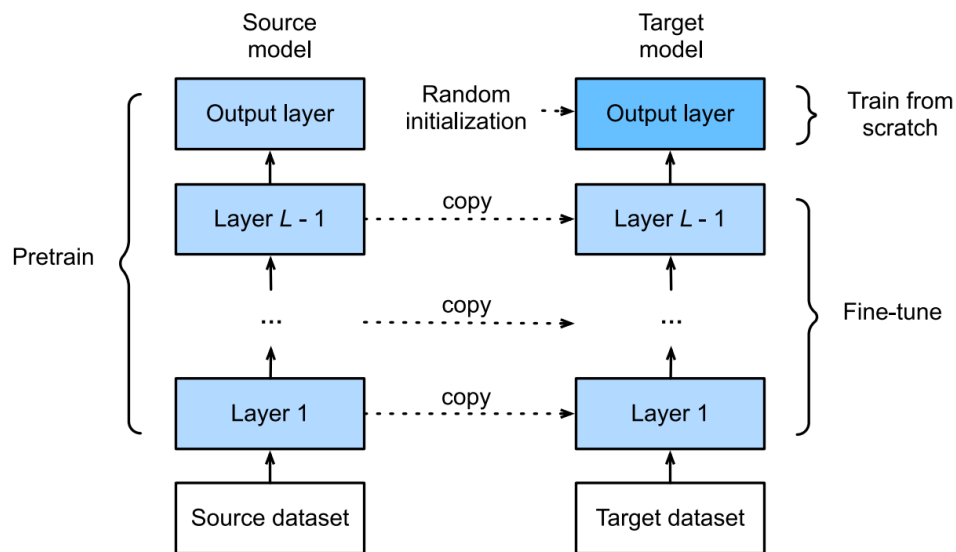 Source
model
Target
model
Output layer
Random
initialization
Output layer
Train from
scratch
Layer L - 1
copy
Layer L - 1
Pretrain
...
copy
...
Fine-tune
Layer 1
copy
Layer 1
Source dataset
Target dataset